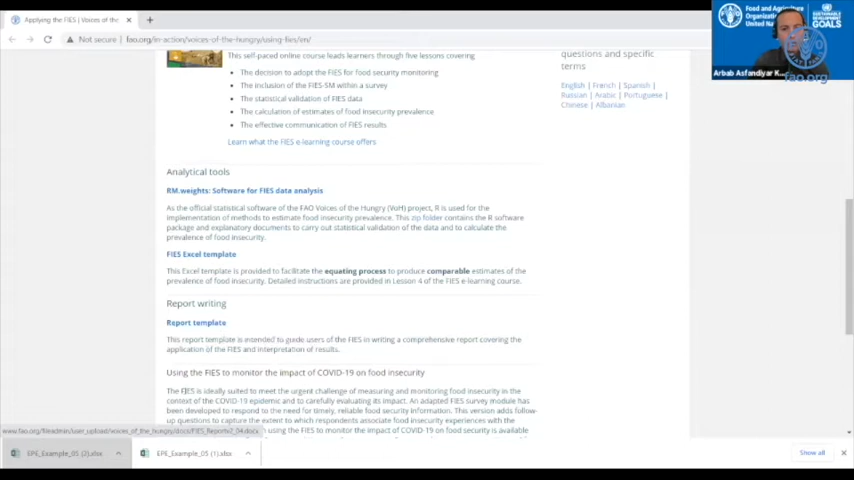 Applying the FIES | Voices of the
Not secure | fao.org/in-action/voices-of-the-hungry/using-fies/en/
Food and Agriculture
Organization
United Nat
SUSTAINABLE
DEVELOPMENT
GOALS
fao.org
Arbab Asfandiyar K...
This self-paced online course leads learners through five lessons covering
• The decision to adopt the FIES for food security monitoring
• The inclusion of the FIES-SM within a survey
• The statistical validation of FIES data
• The calculation of estimates of food insecurity prevalence
• The effective communication of FIES results
Learn what the FIES e-learning course offers
questions and specific
terms
English | French | Spanish |
Russian | Arabic | Portuguese |
Chinese | Albanian
Analytical tools
RM.weights: Software for FIES data analysis
As the official statistical software of the FAO Voices of the Hungry (VoH) project, R is used for the
implementation of methods to estimate food insecurity prevalence. This zip folder contains the R software
package and explanatory documents to carry out statistical validation of the data and to calculate the
prevalence of food insecurity.
FIES Excel template
This Excel template is provided to facilitate the equating process to produce comparable estimates of the
prevalence of food insecurity. Detailed instructions are provided in Lesson 4 of the FIES e-learning course.
Report writing
Report template
This report template is intended to guide users of the FIES in writing a comprehensive report covering the
application of the FIES and interpretation of results.
Using the FIES to monitor the impact of COVID-19 on food insecurity
The FIES is ideally suited to meet the urgent challenge of measuring and monitoring food insecurity in the
context of the COVID-19 epidemic and to carefully evaluating its impact. An adapted FIES survey module has
been developed to respond to the need for timely, reliable food security information. This version adds follow-
up questions to capture the extent to which respondents associate food insecurity experiences with the
using the FIES to monitor the impact of COVID-19 on food security is available
www.fao.org/fileadmin/user_upload/voices_of_the_hungry/docs/FIES_Reportv2_04.docx
EPE_Example_05 (2).xlsx
EPE_Example_05 (1).xlsx
Show all